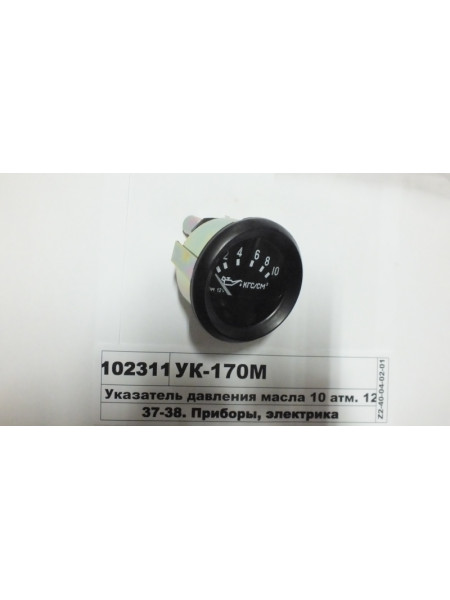 2 4 6 8 10
КГС/СМ²
102311 УК-170М
Указатель давления масла 10 атм. 12
37-38. Приборы, электрика
Z2-40-04-02-01